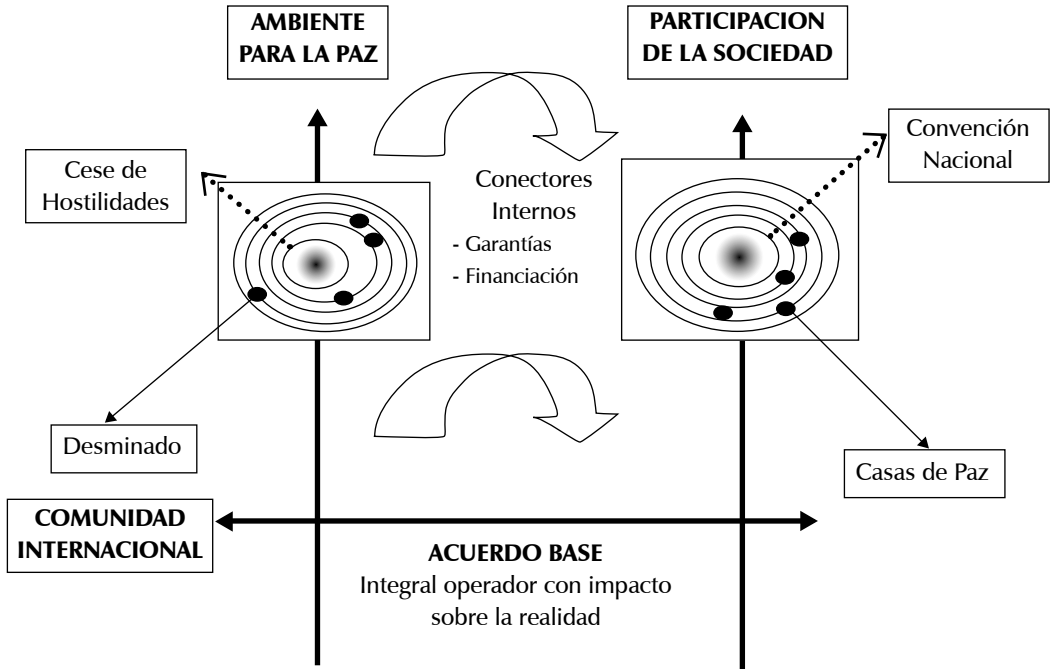 AMBIENTE
PARA LA PAZ
PARTICIPACION
DE LA SOCIEDAD
Cese de
Hostilidades
Conectores
Internos
- Garantías
- Financiación
Convención
Nacional
Desminado
Casas de Paz
COMUNIDAD
INTERNACIONAL
ACUERDO BASE
Integral operador con impacto
sobre la realidad